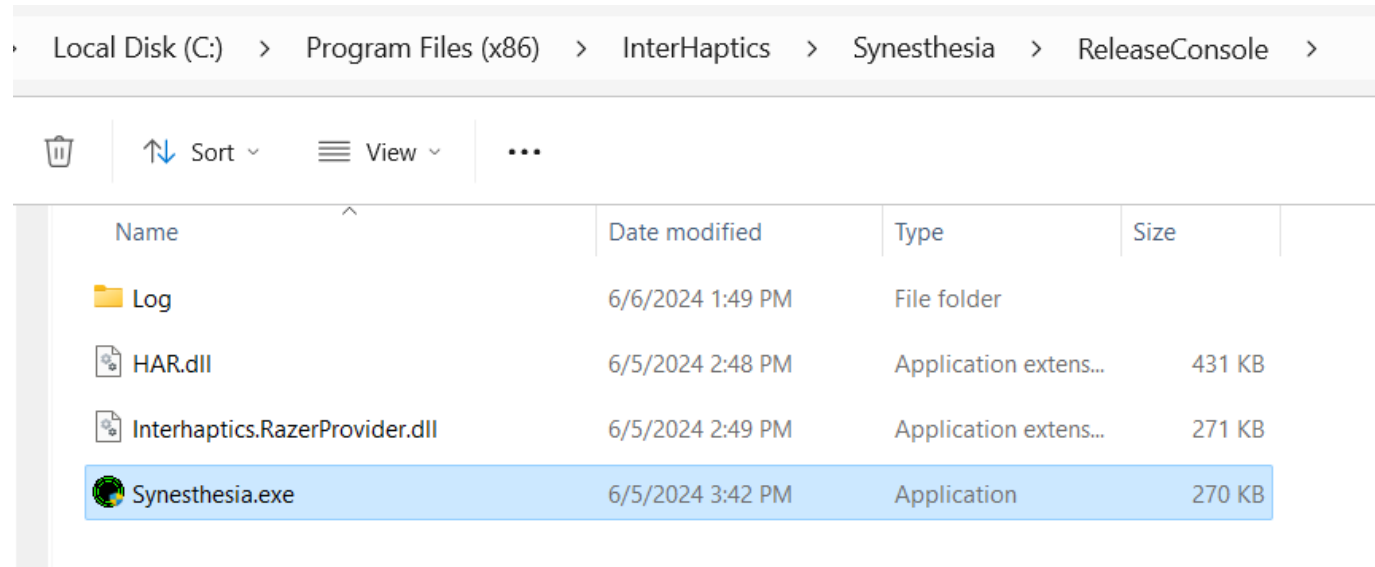 Local Disk (C:) > Program Files (x86) > InterHaptics > Synesthesia > ReleaseConsole >
Sort View ...
Name Date modified Type Size
Log 6/6/2024 1:49 PM File folder
HAR.dll 6/5/2024 2:48 PM Application extens... 431 KB
Interhaptics.RazerProvider.dll 6/5/2024 2:49 PM Application extens... 271 KB
Synesthesia.exe 6/5/2024 3:42 PM Application 270 KB